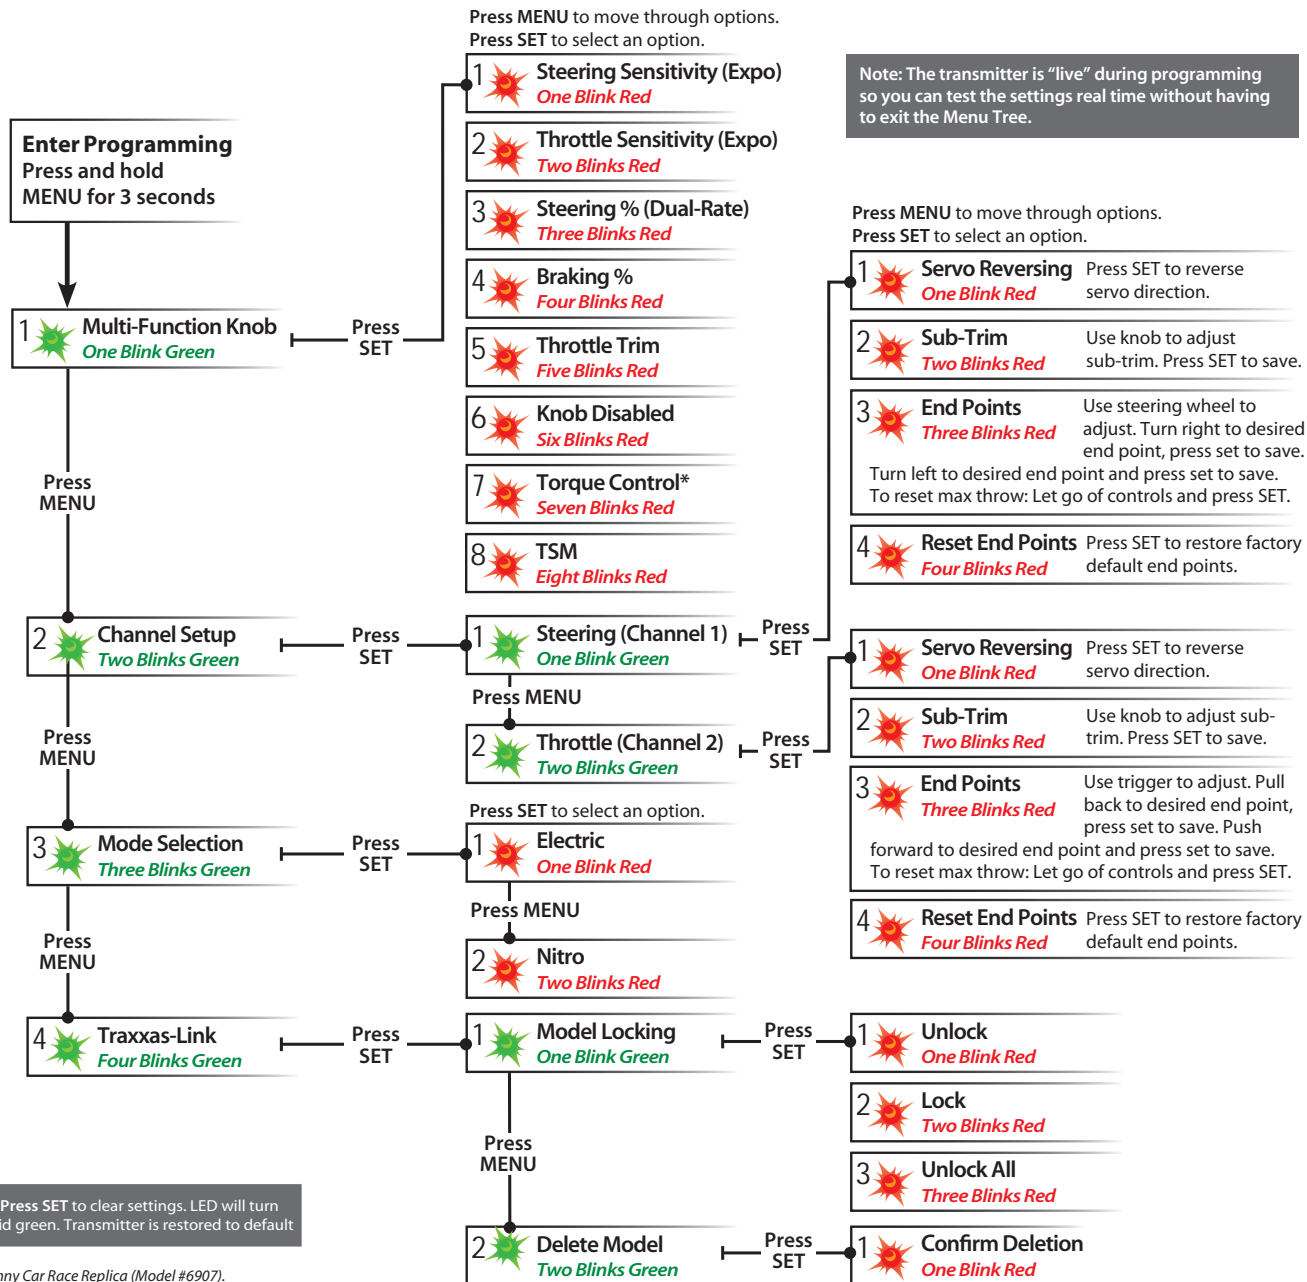 Press MENU to move through options.
Press SET to select an option.
Note: The transmitter is “live” during programming
so you can test the settings real time without having
to exit the Menu Tree.
Enter Programming
Press and hold
MENU for 3 seconds
1 Multi-Function Knob
One Blink Green
Press
SET
1 Steering Sensitivity (Expo)
One Blink Red
2 Throttle Sensitivity (Expo)
Two Blinks Red
3 Steering % (Dual-Rate)
Three Blinks Red
4 Braking %
Four Blinks Red
5 Throttle Trim
Five Blinks Red
6 Knob Disabled
Six Blinks Red
7 Torque Control*
Seven Blinks Red
8 TSM
Eight Blinks Red
Press
MENU
2 Channel Setup
Two Blinks Green
Press
SET
1 Steering (Channel 1)
One Blink Green
Press
SET
Press MENU
2 Throttle (Channel 2)
Two Blinks Green
Press
SET
Press MENU to move through options.
Press SET to select an option.
1 Servo Reversing Press SET to reverse
One Blink Red servo direction.
2 Sub-Trim Use knob to adjust
Two Blinks Red sub-trim. Press SET to save.
3 End Points Use steering wheel to
Three Blinks Red adjust. Turn right to desired
end point, press set to save.
Turn left to desired end point and press set to save.
To reset max throw: Let go of controls and press SET.
4 Reset End Points Press SET to restore factory
Four Blinks Red default end points.
1 Servo Reversing Press SET to reverse
One Blink Red servo direction.
2 Sub-Trim Use knob to adjust sub-
Two Blinks Red trim. Press SET to save.
3 End Points Use trigger to adjust. Pull
Three Blinks Red back to desired end point,
press set to save. Push
forward to desired end point and press set to save.
To reset max throw: Let go of controls and press SET.
4 Reset End Points Press SET to restore factory
Four Blinks Red default end points.
Press
MENU
3 Mode Selection
Three Blinks Green
Press
SET
Press SET to select an option.
1 Electric
One Blink Red
Press MENU
2 Nitro
Two Blinks Red
Press
MENU
4 Traxxas-Link
Four Blinks Green
Press
SET
1 Model Locking
One Blink Green
Press
SET
1 Unlock
One Blink Red
2 Lock
Two Blinks Red
3 Unlock All
Three Blinks Red
Press
MENU
2 Delete Model
Two Blinks Green
Press
SET
1 Confirm Deletion
One Blink Red
Press SET to clear settings. LED will turn
id green. Transmitter is restored to default
nny Car Race Replica (Model #6907).